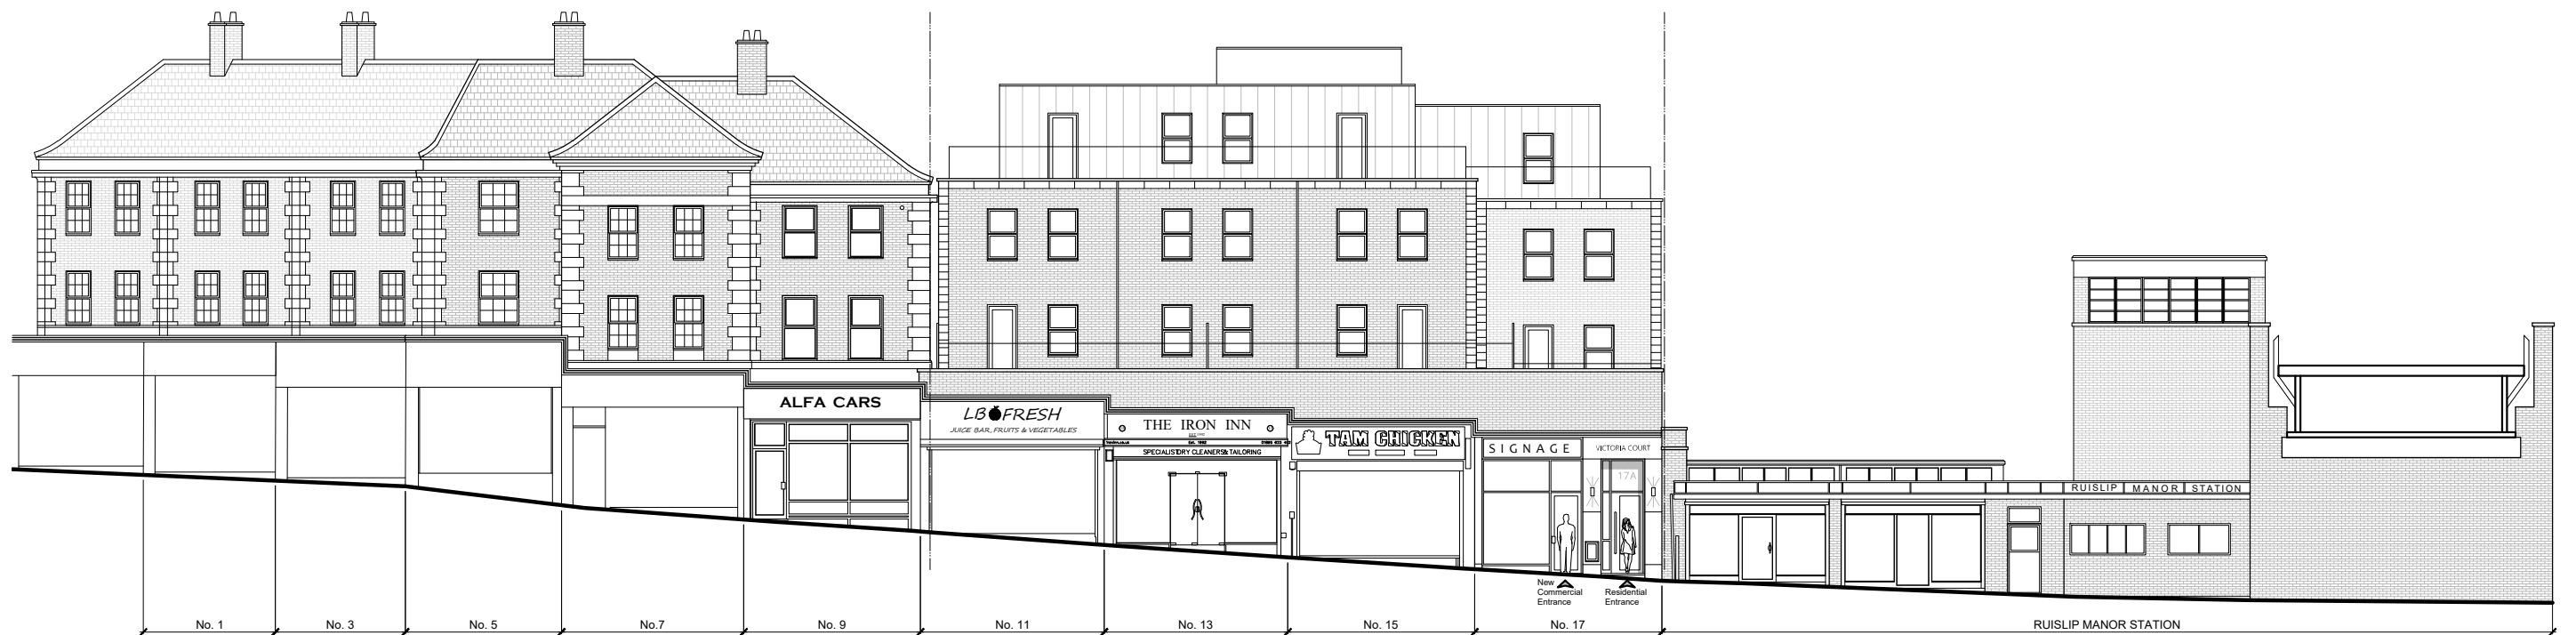 ALFA CARS
LB FRESH
JUICE BAR, FRUITS & VEGETABLES
THE IRON INN
Est. 1982
SPECIALIST DRY CLEANERS & TAILORING
TAM CHICKEN
SIGNAGE
VICTORIA COURT
17A
RUISLIP MANOR STATION
New
Commercial
Entrance
Residential
Entrance
No. 1
No. 3
No. 5
No.7
No. 9
No. 11
No. 13
No. 15
No. 17
RUISLIP MANOR STATION